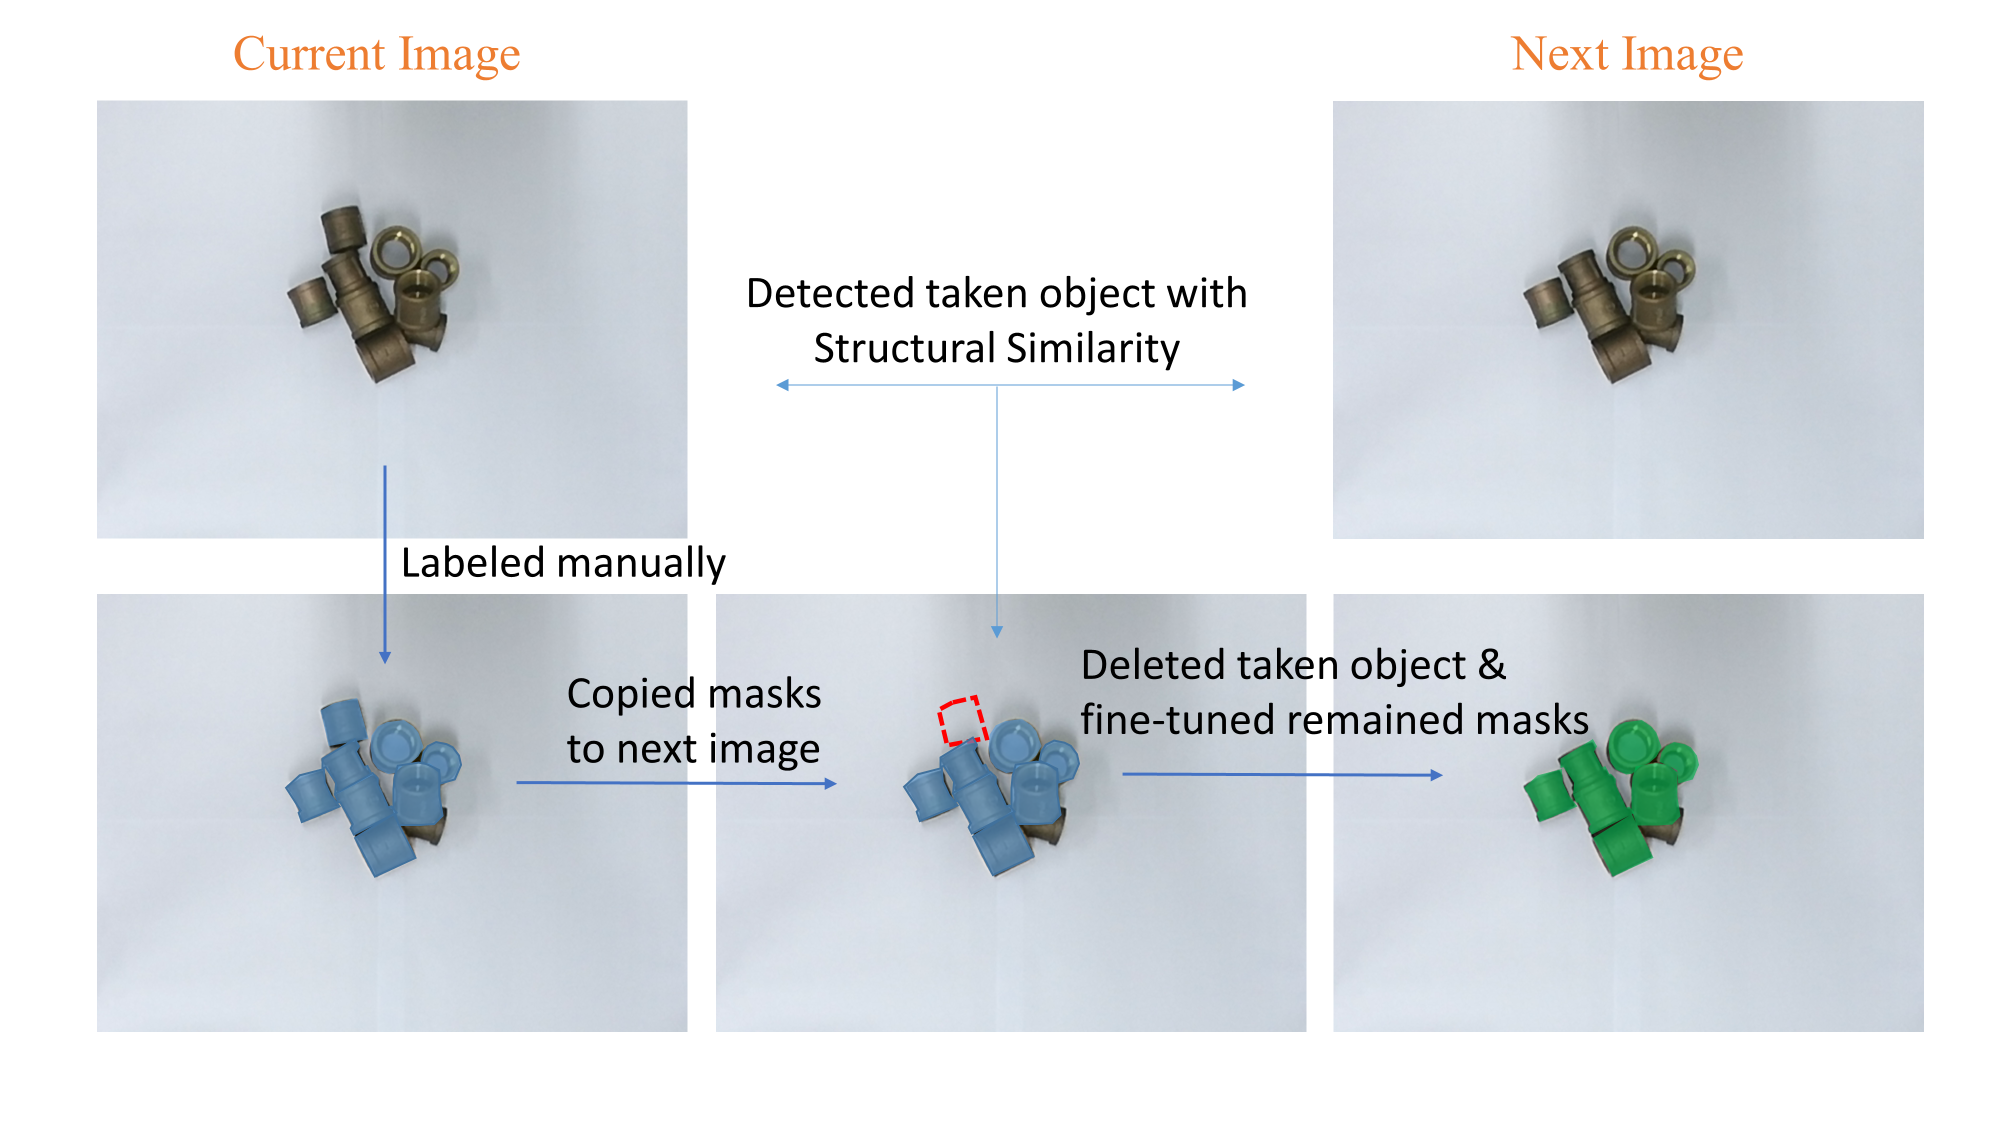 Current Image
Next Image
Detected taken object with
Structural Similarity
Labeled manually
Copied masks
to next image
Deleted taken object &
fine-tuned remained masks